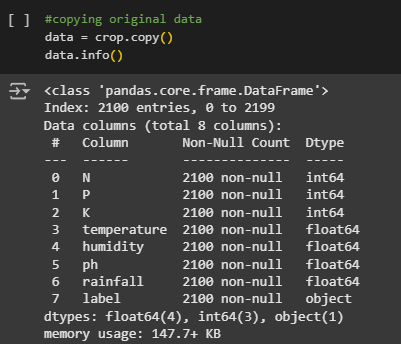 [ ] #copying original data
data = crop.copy()
data.info()
<class 'pandas.core.frame.DataFrame'>
Index: 2100 entries, 0 to 2199
Data columns (total 8 columns):
 #   Column       Non-Null Count  Dtype
---  ------       --------------  -----
 0   N            2100 non-null   int64
 1   P            2100 non-null   int64
 2   K            2100 non-null   int64
 3   temperature  2100 non-null   float64
 4   humidity     2100 non-null   float64
 5   ph           2100 non-null   float64
 6   rainfall     2100 non-null   float64
 7   label        2100 non-null   object
dtypes: float64(4), int64(3), object(1)
memory usage: 147.7+ KB